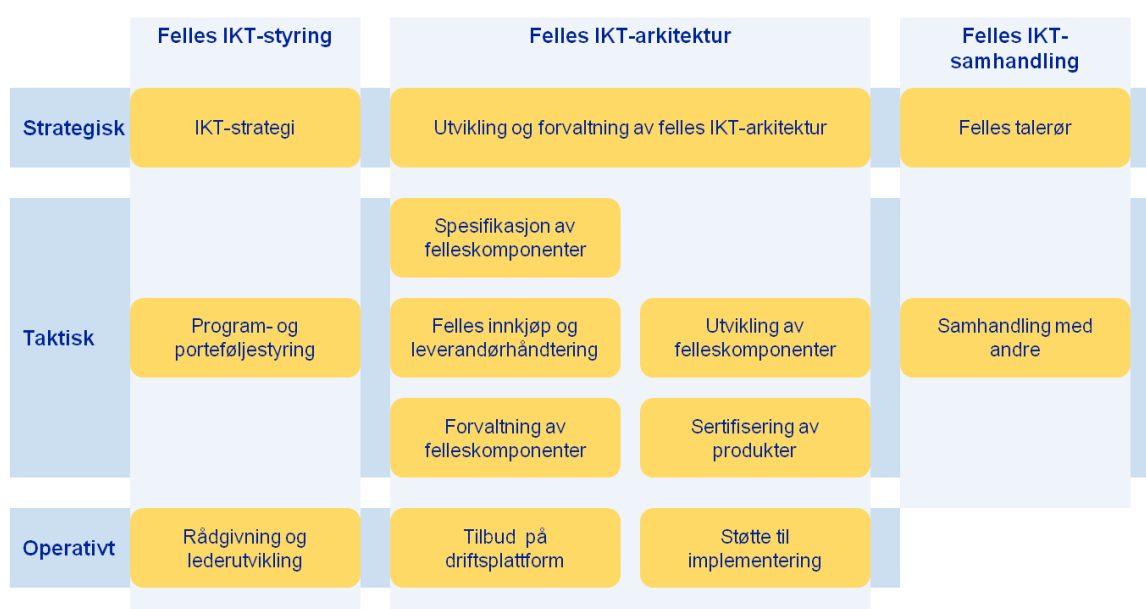 Felles IKT-styring
Felles IKT-arkitektur
Felles IKT-
samhandling
Strategisk
IKT-strategi
Utvikling og forvaltning av felles IKT-arkitektur
Felles talerør
Taktisk
Spesifikasjon av
felleskomponenter
Program- og
porteføljestyring
Felles innkjøp og
leverandørhåndtering
Utvikling av
felleskomponenter
Samhandling med
andre
Forvaltning av
felleskomponenter
Sertifisering av
produkter
Operativt
Rådgivning og
lederutvikling
Tilbud på
driftsplattform
Støtte til
implementering